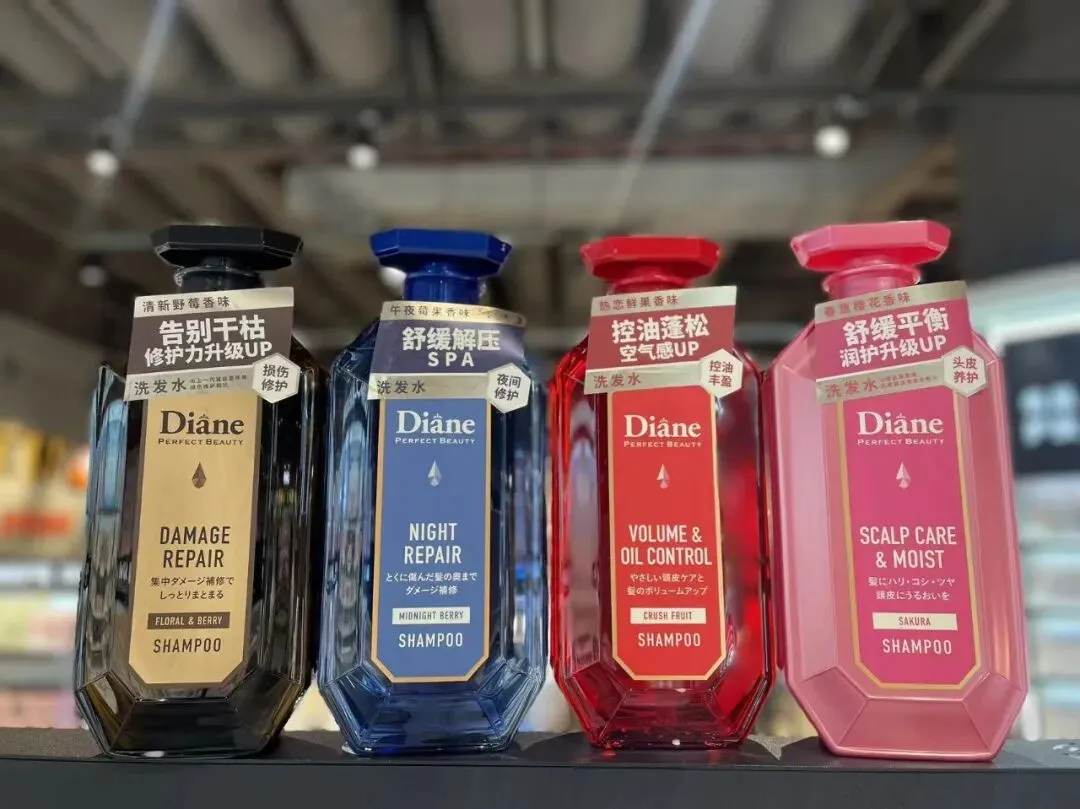 清新野莓香味
告别干枯
修护力升级UP
洗发水
损伤
修护
Diane
PERFECT BEAUTY
DAMAGE
REPAIR
集中ダメージ補修で
しっとりまとまる
FLORAL & BERRY
SHAMPOO
午夜莓果香味
舒缓解压
SPA
洗发水
夜间
修护
Diane
PERFECT BEAUTY
NIGHT
REPAIR
とくに傷んだ髪の奥まで
ダメージ補修
MIDNIGHT BERRY
SHAMPOO
热恋鲜果香味
控油蓬松
空气感UP
洗发水
控油
丰盈
Diane
PERFECT BEAUTY
VOLUME &
OIL CONTROL
やさしい頭皮ケアと
髪のボリュームアップ
CRUSH FRUIT
SHAMPOO
樱花香味
舒缓平衡
润护升级UP
洗发水
头皮
养护
Diane
PERFECT BEAUTY
SCALP CARE
& MOIST
髪にハリ・コシ・ツヤ
頭皮にうるおいを
SAKURA
SHAMPOO